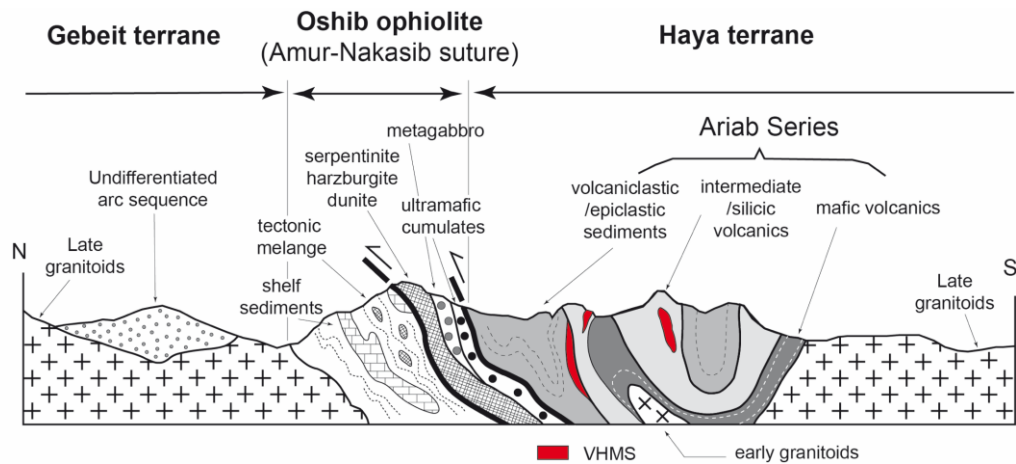 Gebeit terrane
Oshib ophiolite
(Amur-Nakasib suture)
Haya terrane
Ariab Series
metagabbro
serpentinite
harzburgite
dunite
Undifferentiated
arc sequence
volcaniclastic
/epiclastic
sediments
intermediate
/silicic
volcanics
mafic volcanics
ultramafic
cumulates
tectonic
melange
Late
granitoids
N
S
shelf
sediments
Late
granitoids
VHMS
early granitoids